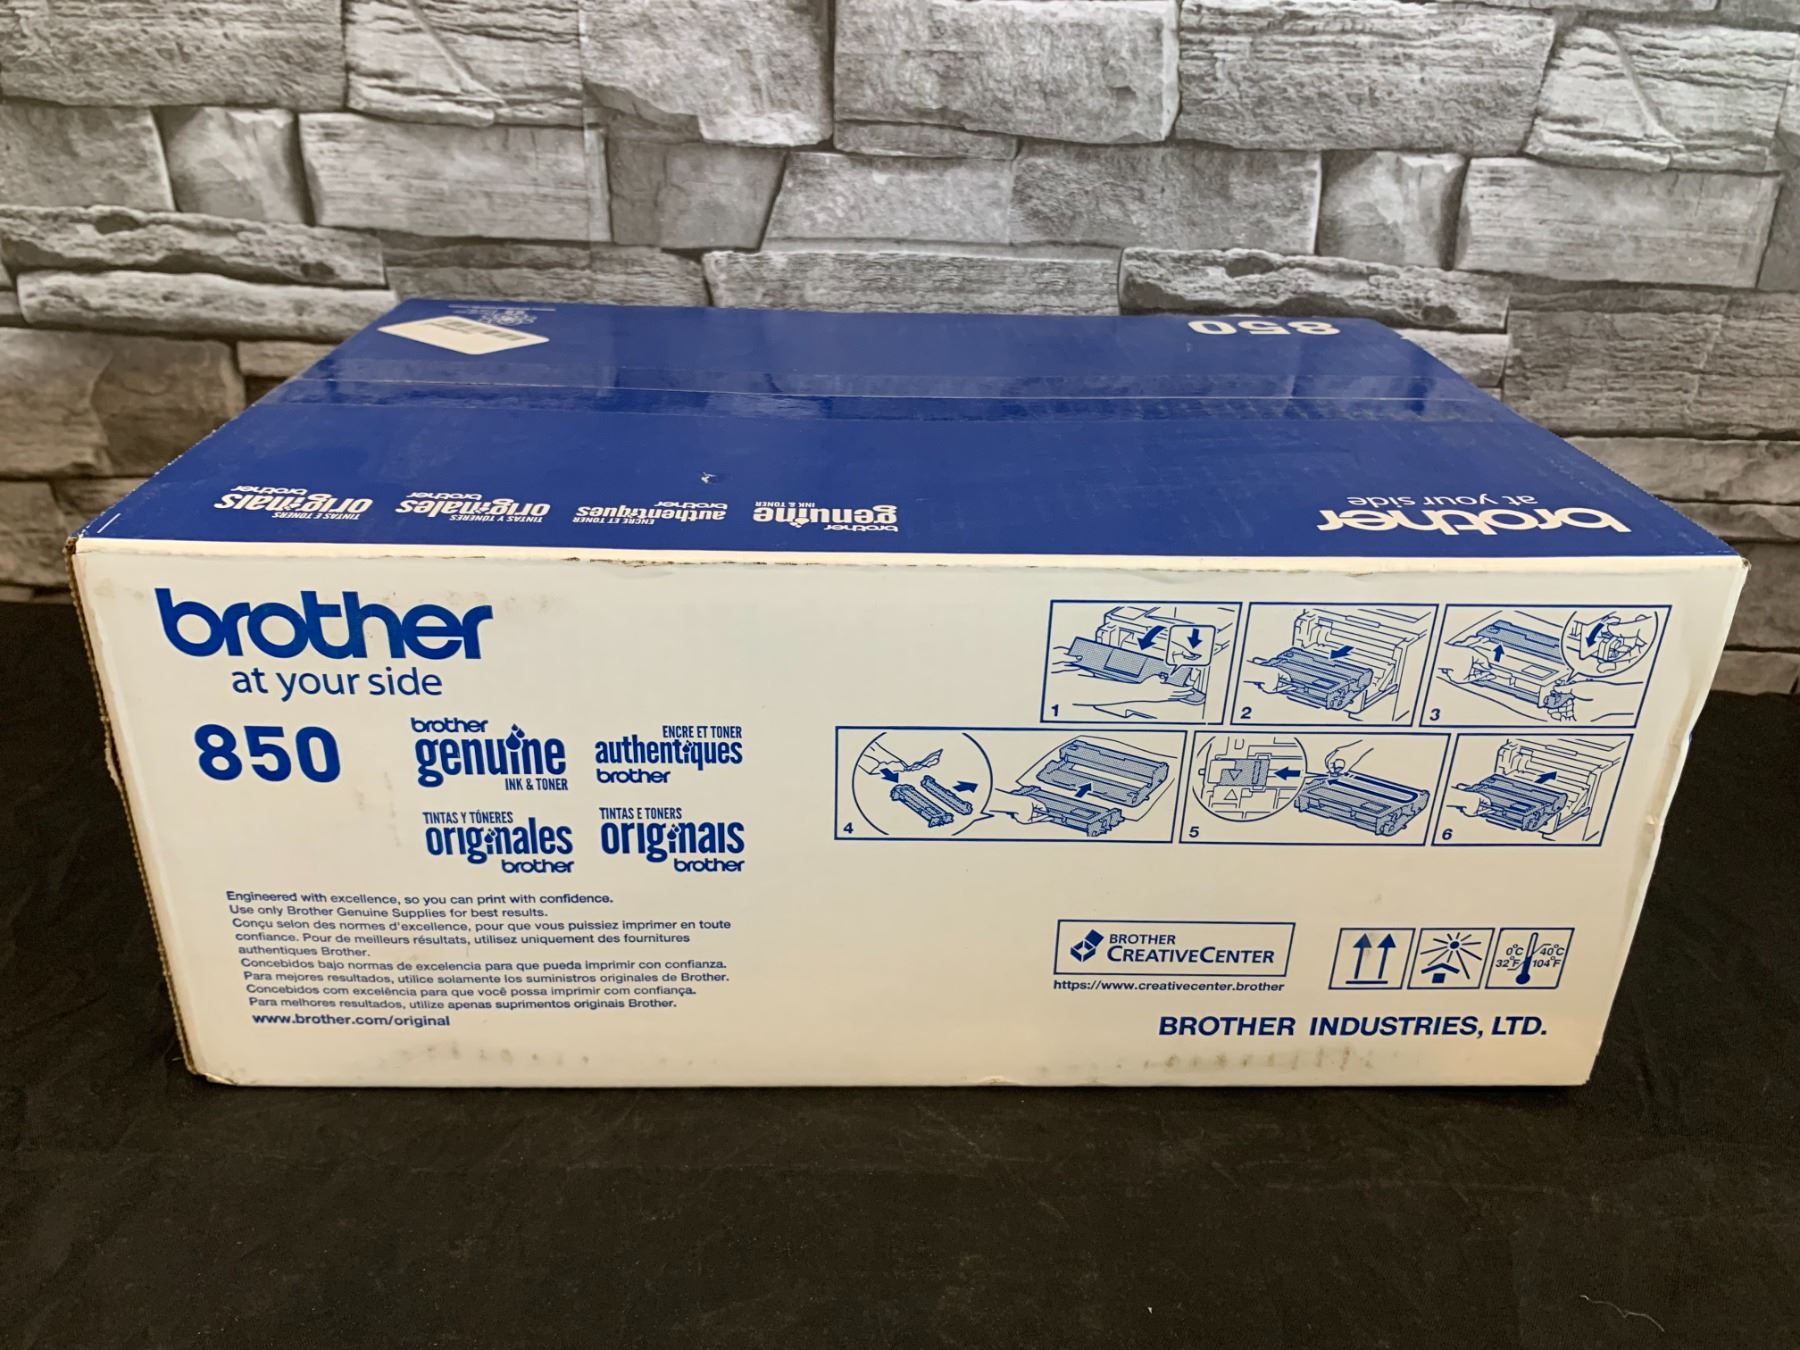 850
brother
at your side
brother
genuine
INK & TONER
ENCRE ET TONER
authentiques
brother
TINTAS Y TÓNERES
originales
brother
TINTAS E TONERS
originais
brother
brother
at your side
850
brother
genuine
INK & TONER
ENCRE ET TONER
authentiques
brother
TINTAS Y TÓNERES
originales
brother
TINTAS E TONERS
originais
brother
Engineered with excellence, so you can print with confidence.
Use only Brother Genuine Supplies for best results.
Conçu selon des normes d'excellence, pour que vous puissiez imprimer en toute
confiance. Pour de meilleurs résultats, utilisez uniquement des fournitures
authentiques Brother.
Concebidos bajo normas de excelencia para que pueda imprimir con confianza.
Para mejores resultados, utilice solamente los suministros originales de Brother.
Concebidos com excelência para que você possa imprimir com confiança.
Para melhores resultados, utilize apenas suprimentos originais Brother.
www.brother.com/original
1
2
3
4
5
6
BROTHER
CREATIVECENTER
https://www.creativecenter.brother
0°C 40°C
32°F 104°F
BROTHER INDUSTRIES, LTD.